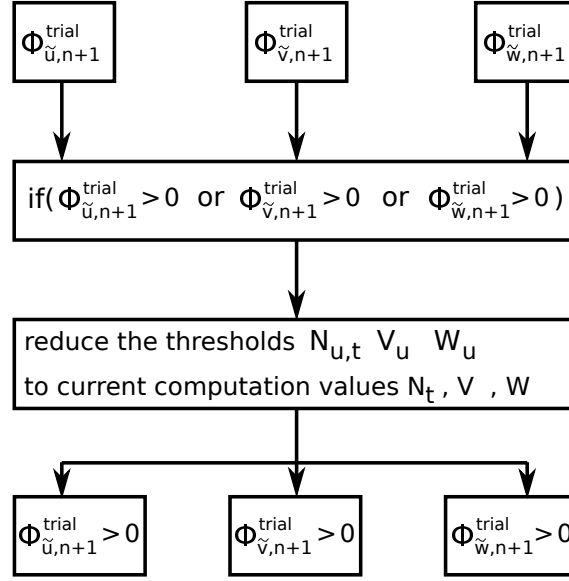 Φ^trial_ũ,n+1 Φ^trial_ṽ,n+1 Φ^trial_w̃,n+1
if(Φ^trial_ũ,n+1 >0 or Φ^trial_ṽ,n+1 >0 or Φ^trial_w̃,n+1 >0)
reduce the thresholds N_u,t V_u W_u
to current computation values N_t , V , W
Φ^trial_ũ,n+1 >0 Φ^trial_ṽ,n+1 >0 Φ^trial_w̃,n+1 >0